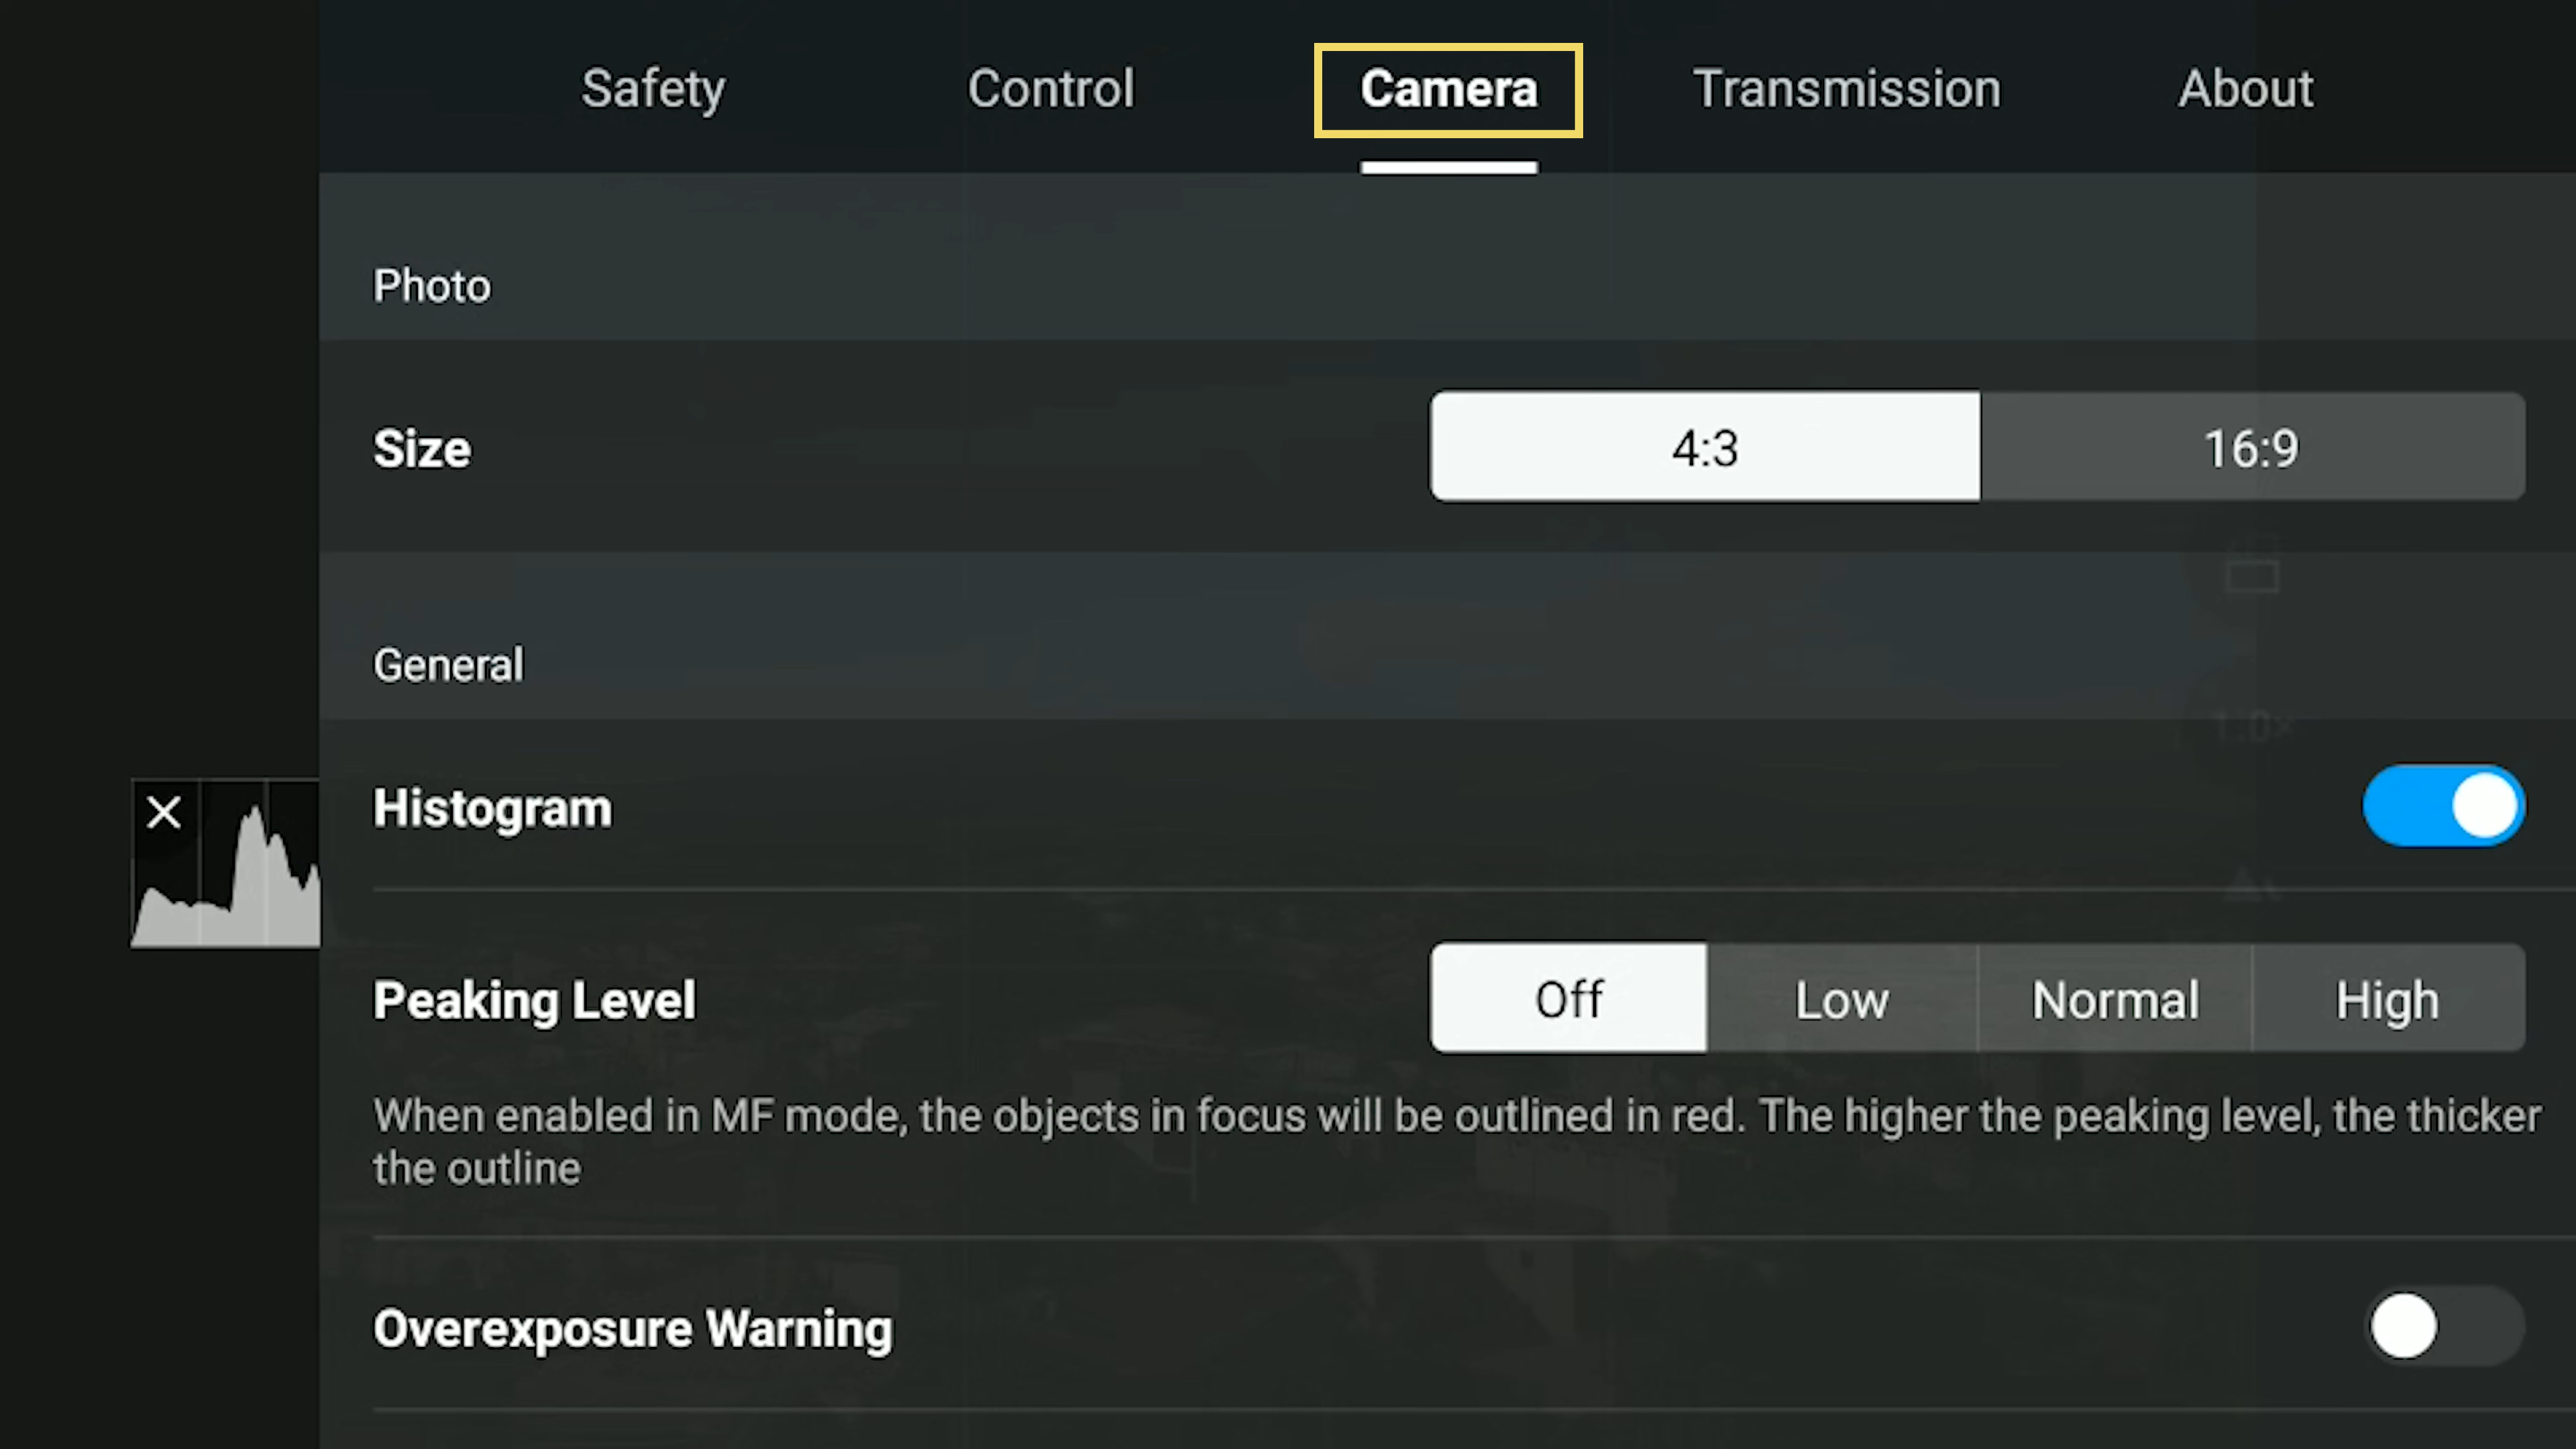 Safety Control Camera Transmission About
Photo
Size 4:3 16:9
General
1.0×
Histogram
Peaking Level Off Low Normal High
When enabled in MF mode, the objects in focus will be outlined in red. The higher the peaking level, the thicker
the outline
Overexposure Warning